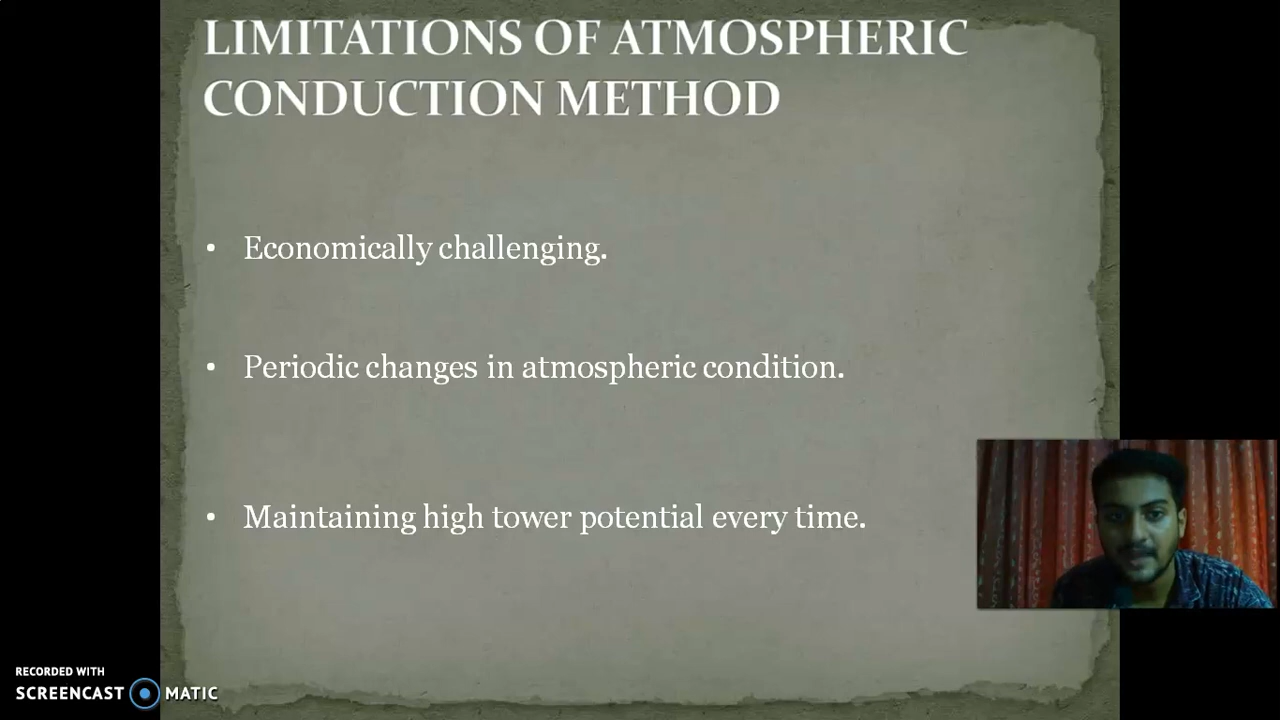 LIMITATIONS OF ATMOSPHERIC
CONDUCTION METHOD
• Economically challenging.
• Periodic changes in atmospheric condition.
• Maintaining high tower potential every time.
RECORDED WITH
SCREENCAST MATIC